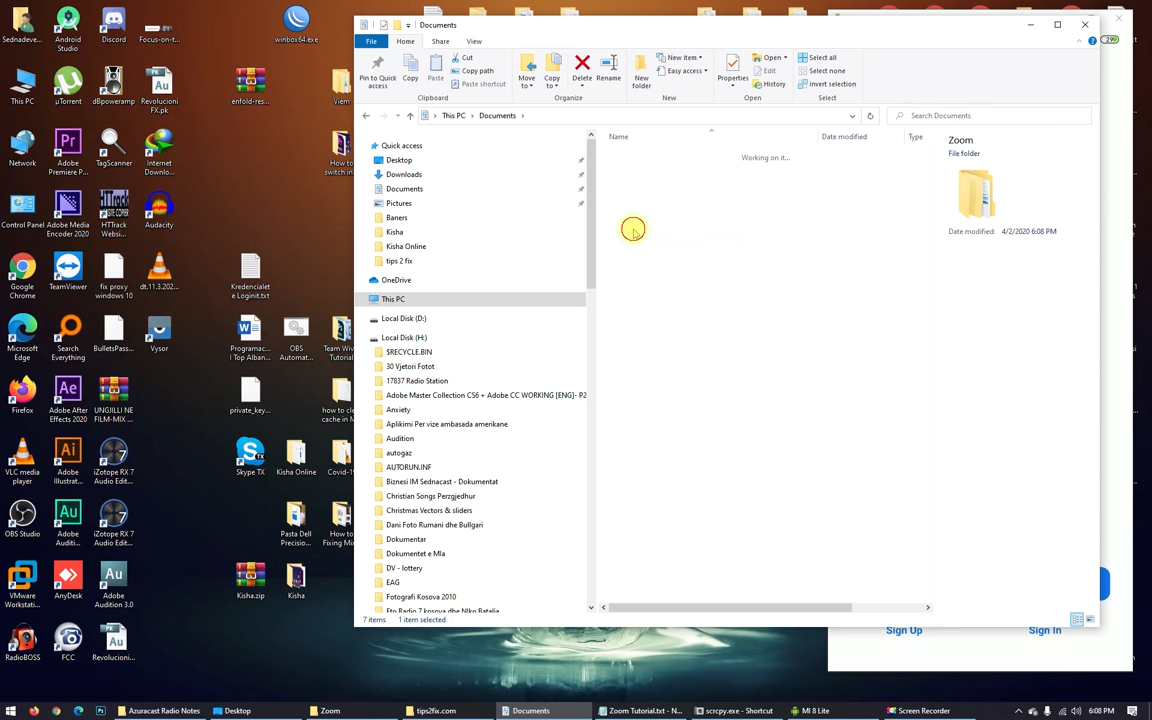 Documents
File
Home
Share
View
Pin to Quick access
Copy
Paste
Cut
Copy path
Paste shortcut
Clipboard
Move to
Copy to
Delete
Rename
Organize
New folder
New item
Easy access
New
Properties
Open
Edit
History
Open
Select all
Select none
Invert selection
Select
29
This PC
Documents
Search Documents
Name
Date modified
Type
Working on it...
Zoom
File folder
Date modified: 4/2/2020 6:08 PM
Quick access
Desktop
Downloads
Documents
Pictures
Baners
Kisha
Kisha Online
tips 2 fix
OneDrive
This PC
Local Disk (D:)
Local Disk (H:)
$RECYCLE.BIN
30 Vjetori Fotot
17837 Radio Station
Adobe Master Collection CS6 + Adobe CC WORKING [ENG]- P2
Anxiety
Aplikimi Per vize ambasada amerikane
Audition
autogaz
AUTORUN.INF
Biznesi IM Sednacast - Dokumentat
Christian Songs Perzgjedhur
Christmas Vectors & sliders
Dani Foto Rumani dhe Bullgari
Dokumentar
Dokumentet e Mla
DV - lottery
EAG
Fotografi Kosova 2010
Fto Radio 7 kosova dhe NIko Batalia
7 items
1 item selected
Sednadeve...
Android Studio
Discord
Focus-on-t...
winbox64.exe
This PC
µTorrent
dBpoweramp
Revolucioni FX.pk
enfold-res...
Viem
Network
Adobe Premiere P...
TagScanner
Internet Downlo...
How to switch in
Control Panel
Adobe Media Encoder 2020
HTTrack Websi...
Audacity
Google Chrome
TeamViewer
fix proxy windows 10
dt.11.3.202...
Kredenciale te Loginit.txt
Microsoft Edge
Search Everything
BulletsPass...
Vysor
Programac... I Top Alban...
OBS Automat...
Team Wiv Tutorial
Firefox
Adobe After Effects 2020
UNGJILLI NE FILM-MIX ...
private_key...
how to cle cache in M
VLC media player
Adobe Illustrat...
iZotope RX 7 Audio Edit...
Skype TX
Kisha Online
Covid-1
OBS Studio
Adobe Auditi...
iZotope RX 7 Audio Edit...
Pasta Dell Precisio...
How to Fixing Mi
VMware Workstati...
AnyDesk
Adobe Audition 3.0
Kisha.zip
Kisha
RadioBOSS
FCC
Revolucioni...
Sign Up
Sign In
Azuracast Radio Notes
Desktop
Zoom
tips2fix.com
Documents
Zoom Tutorial.txt - N...
scrcpy.exe - Shortcut
MI 8 Lite
Screen Recorder
6:08 PM